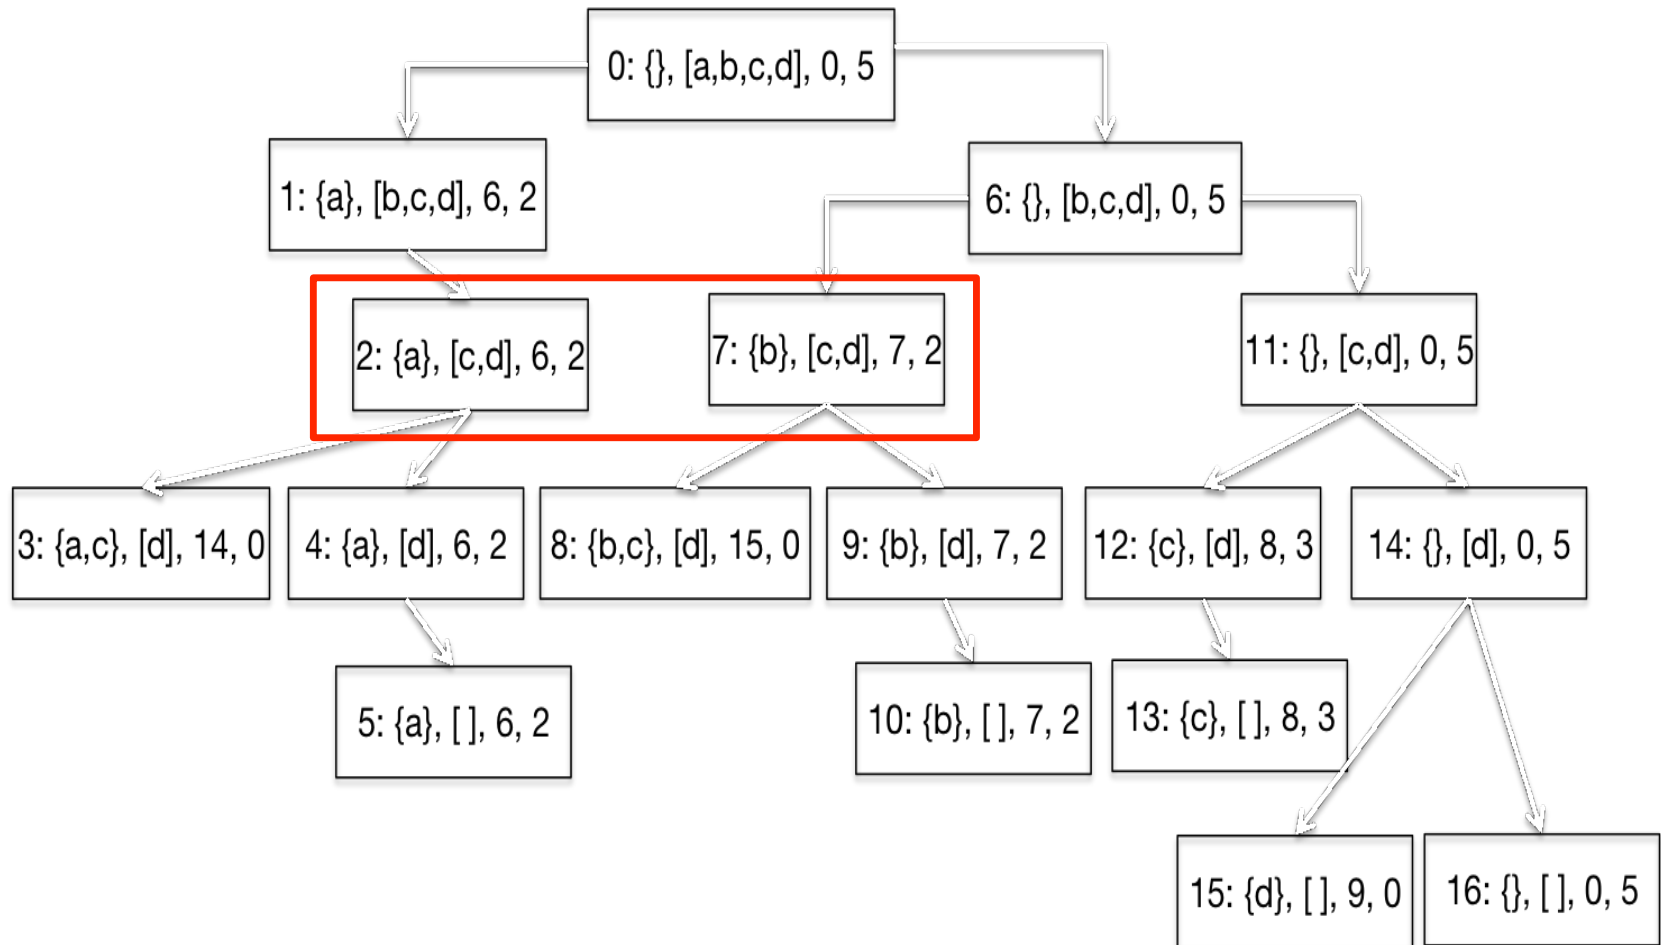 0: {}, [a,b,c,d], 0, 5
1: {a}, [b,c,d], 6, 2
6: {}, [b,c,d], 0, 5
2: {a}, [c,d], 6, 2
7: {b}, [c,d], 7, 2
11: {}, [c,d], 0, 5
3: {a,c}, [d], 14, 0
4: {a}, [d], 6, 2
8: {b,c}, [d], 15, 0
9: {b}, [d], 7, 2
12: {c}, [d], 8, 3
14: {}, [d], 0, 5
5: {a}, [ ], 6, 2
10: {b}, [ ], 7, 2
13: {c}, [ ], 8, 3
15: {d}, [ ], 9, 0
16: {}, [ ], 0, 5